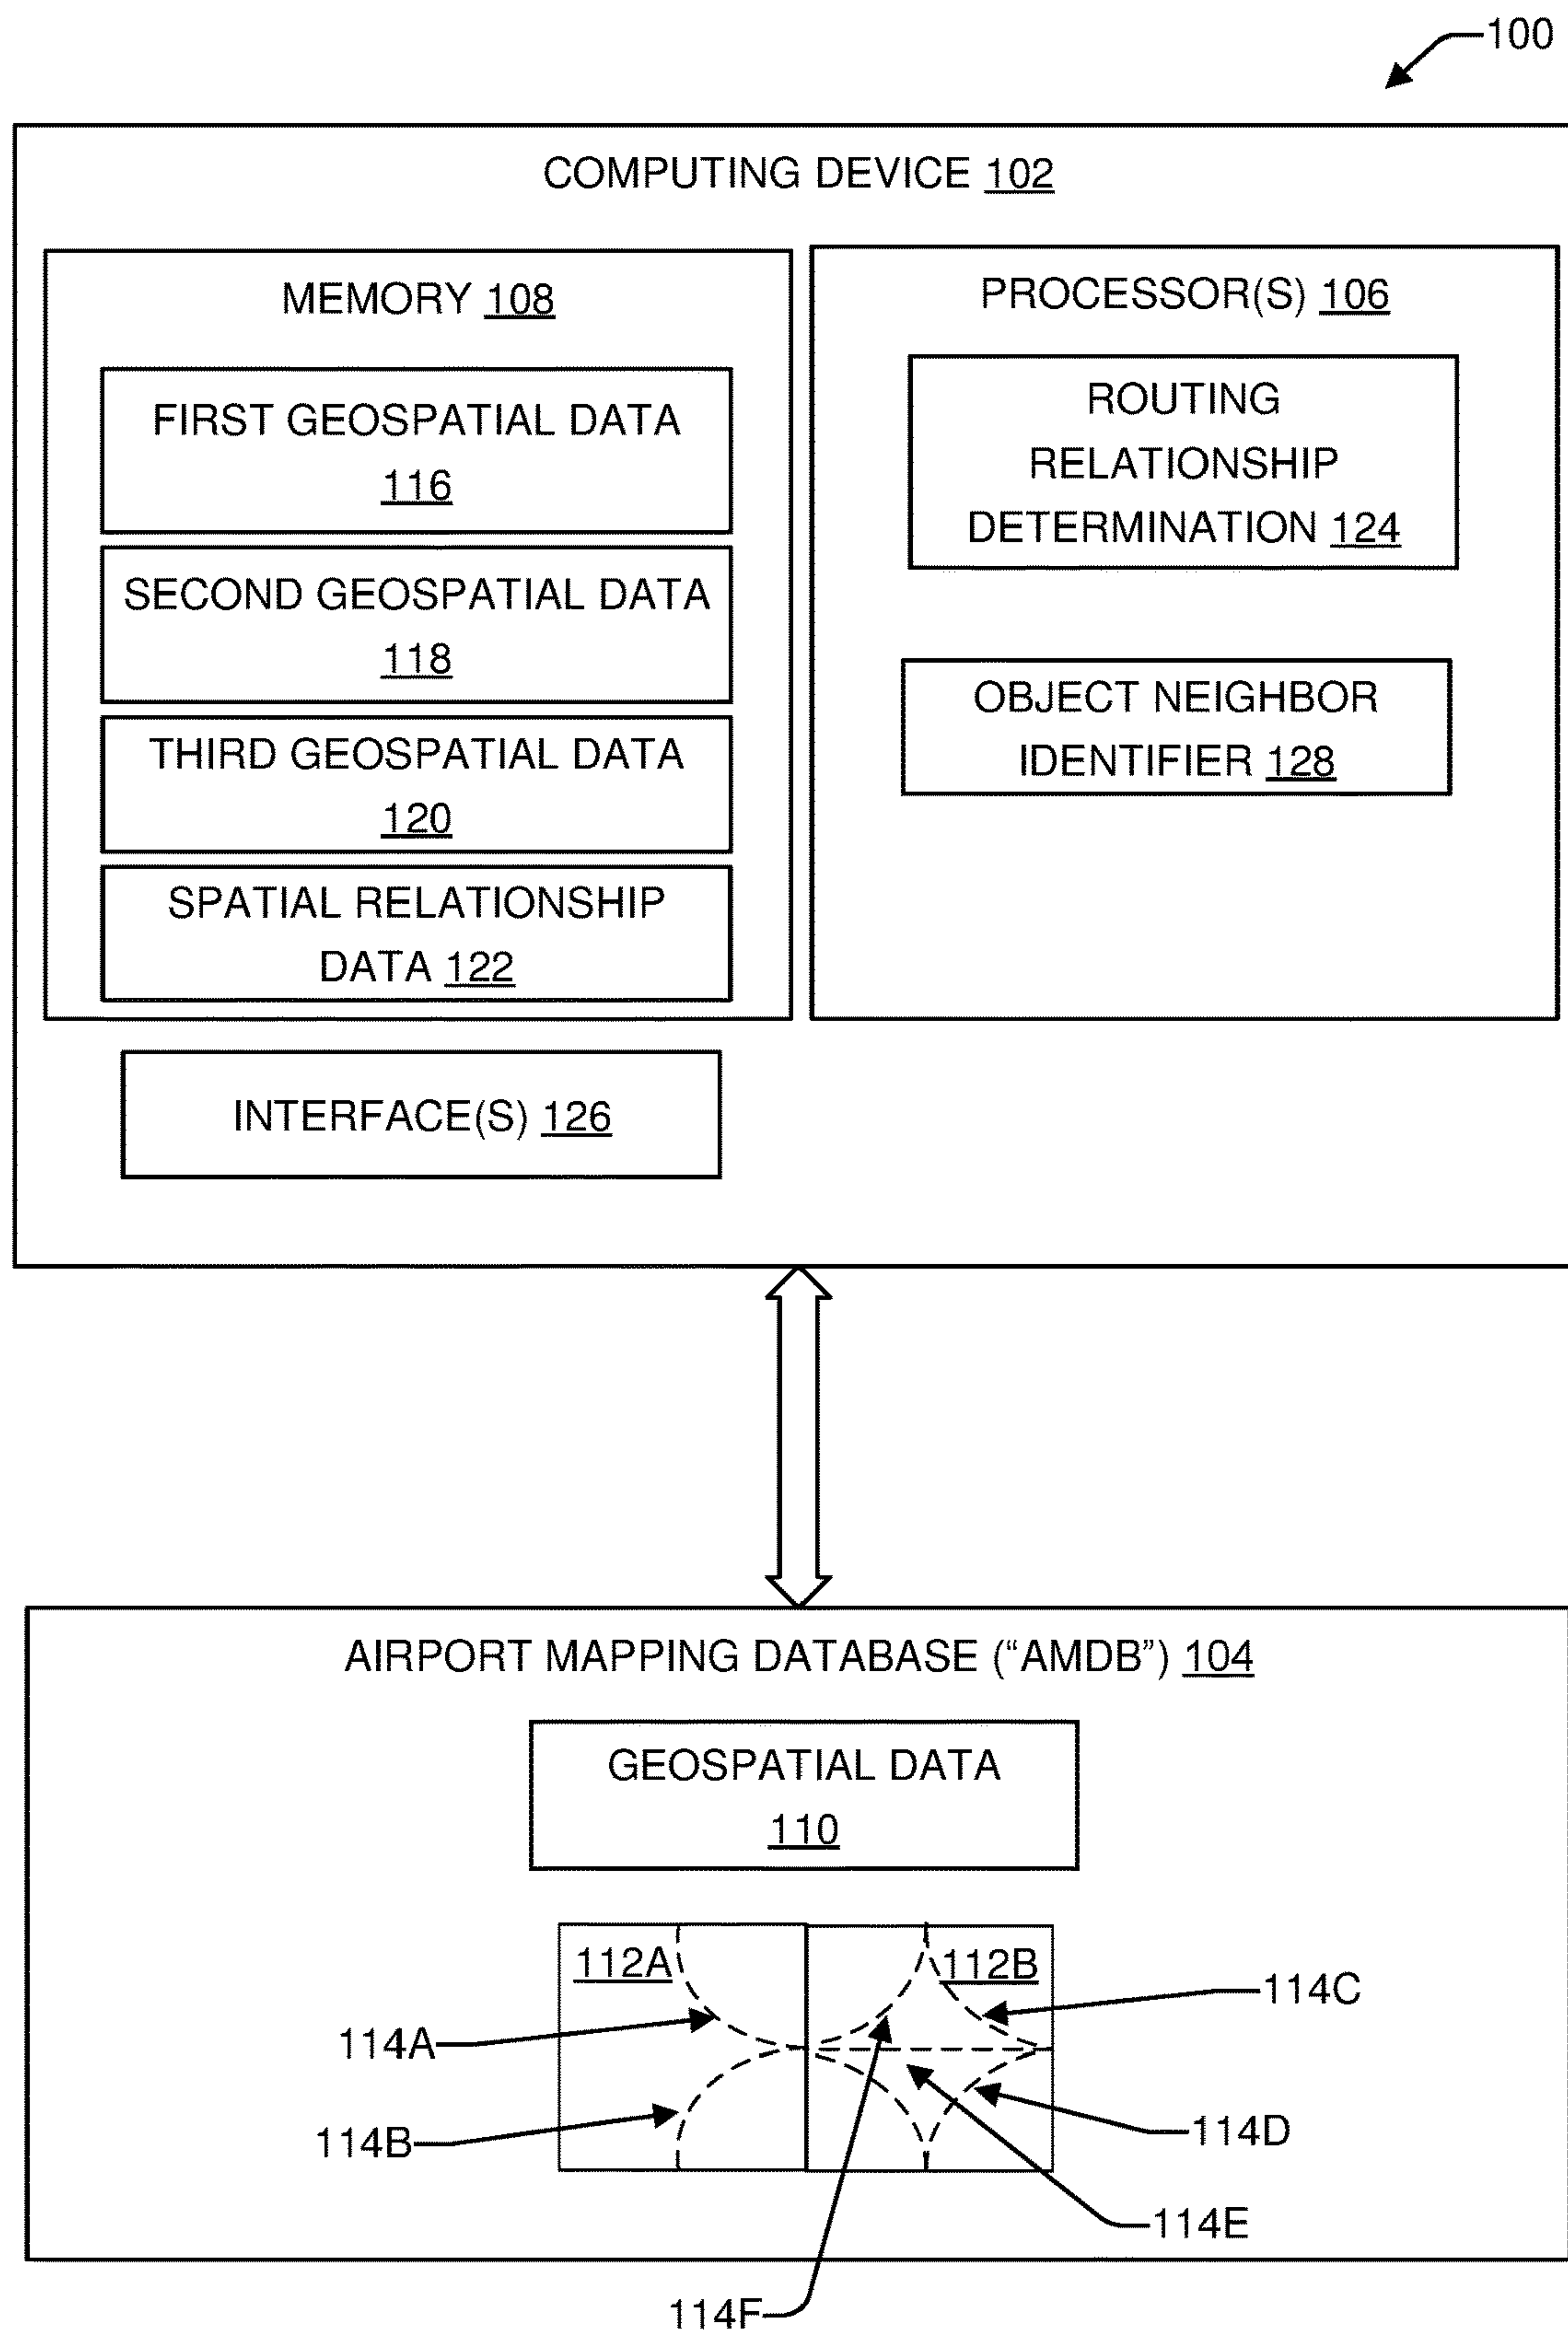 100
COMPUTING DEVICE 102
MEMORY 108
FIRST GEOSPATIAL DATA
116
SECOND GEOSPATIAL DATA
118
THIRD GEOSPATIAL DATA
120
SPATIAL RELATIONSHIP
DATA 122
PROCESSOR(S) 106
ROUTING
RELATIONSHIP
DETERMINATION 124
OBJECT NEIGHBOR
IDENTIFIER 128
INTERFACE(S) 126
AIRPORT MAPPING DATABASE (“AMDB”) 104
GEOSPATIAL DATA
110
112A
112B
114A
114B
114C
114D
114E
114F